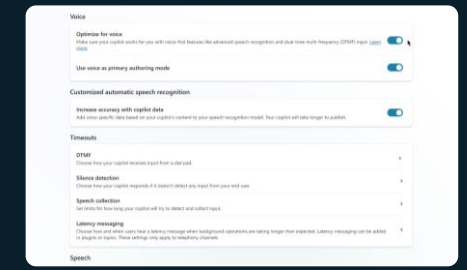 Voice
Optimize for voice
Make sure your copilot works for you with voice-first features like advanced speech recognition and dual-tone multi-frequency (DTMF) input. Learn
more
Use voice as primary authoring mode
Customized automatic speech recognition
Increase accuracy with copilot data
Add voice-specific data based on your copilot's content to your speech recognition model. Your copilot will take longer to publish.
Timeouts
DTMF
Choose how your copilot receives input from a dial pad.
Silence detection
Choose how your copilot responds if it doesn't detect any input from your end user.
Speech collection
Set limits for how long your copilot will try to detect and collect input.
Latency messaging
Choose how and when users hear a latency message when background operations are taking longer than expected. Latency messaging can be added
in plugins or topics. These settings only apply to telephony channels.
Speech